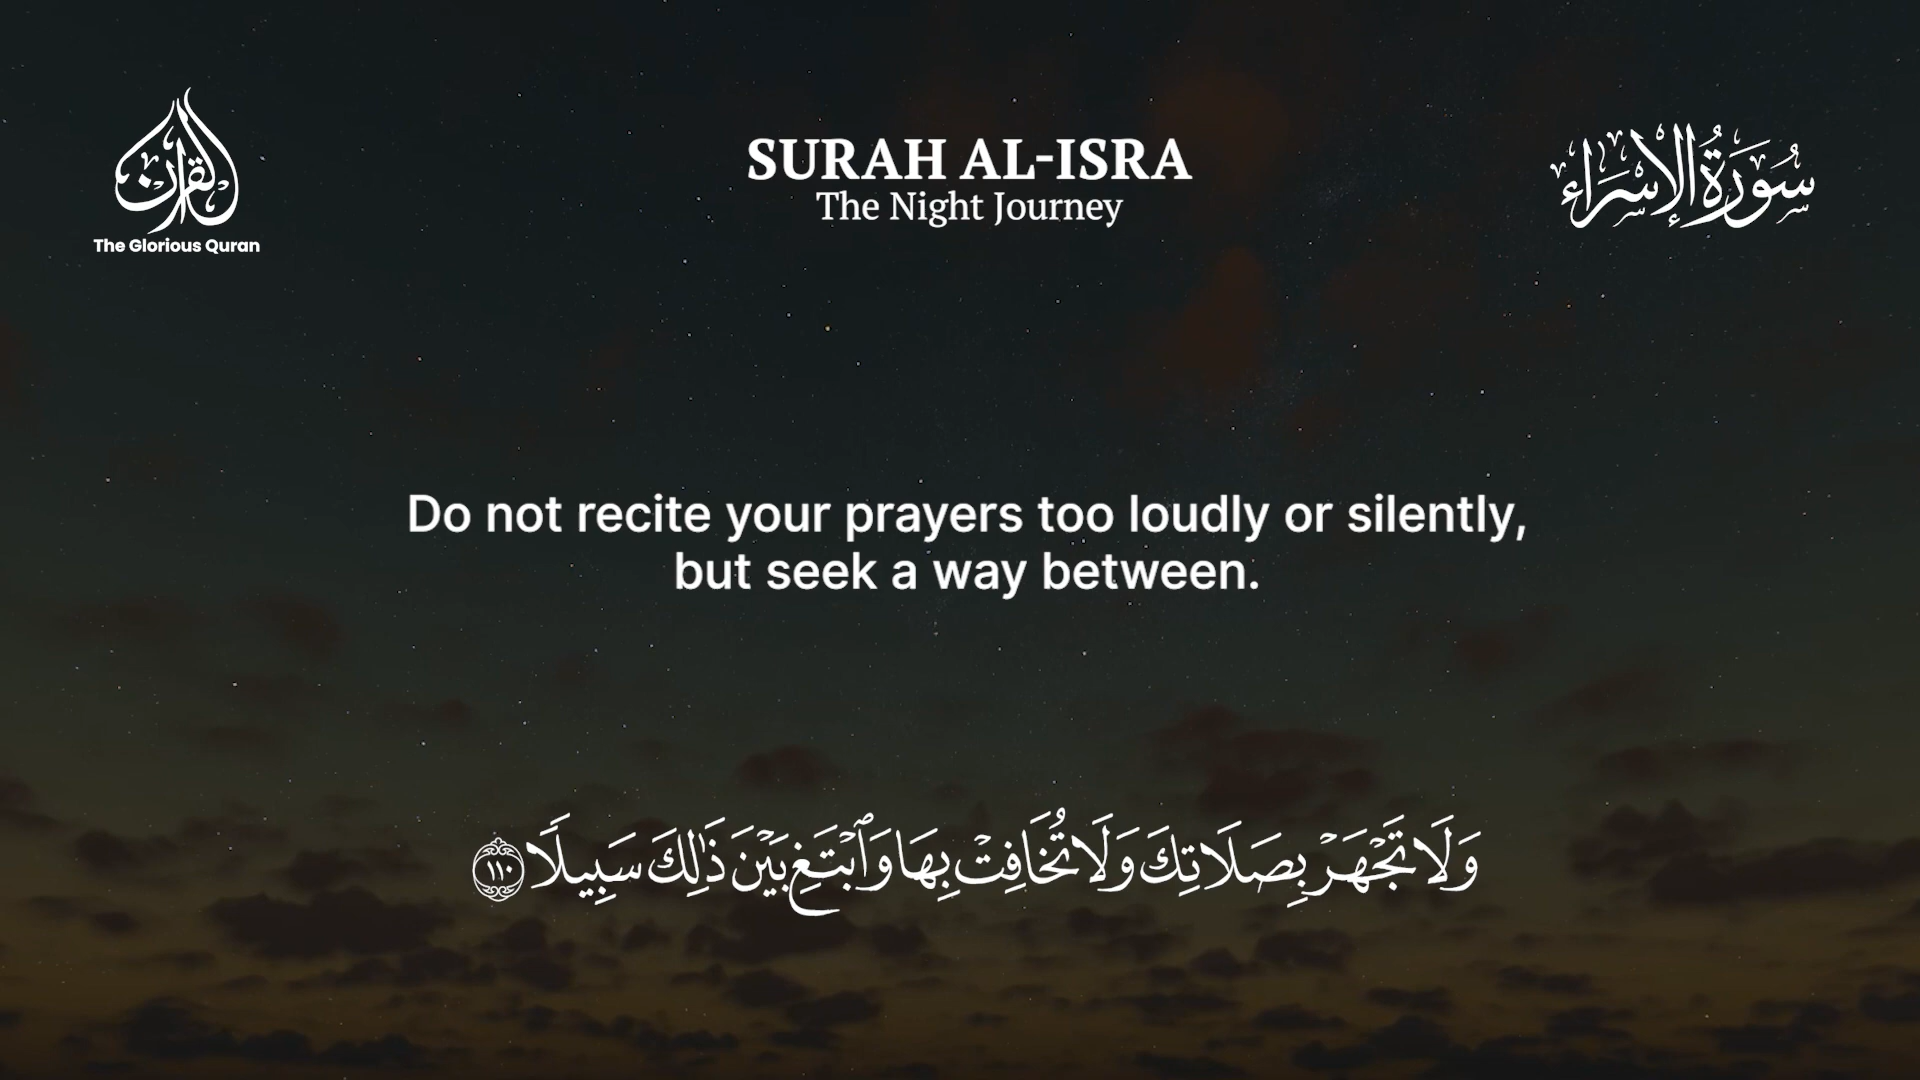 القرآن
The Glorious Quran
SURAH AL-ISRA
The Night Journey
سُورَةُ الإِسْرَاء
Do not recite your prayers too loudly or silently,
but seek a way between.
وَلَا تَجْهَرْ بِصَلَاتِكَ وَلَا تُخَافِتْ بِهَا وَٱبْتَغِ بَيْنَ ذَٰلِكَ سَبِيلًا ١١٠